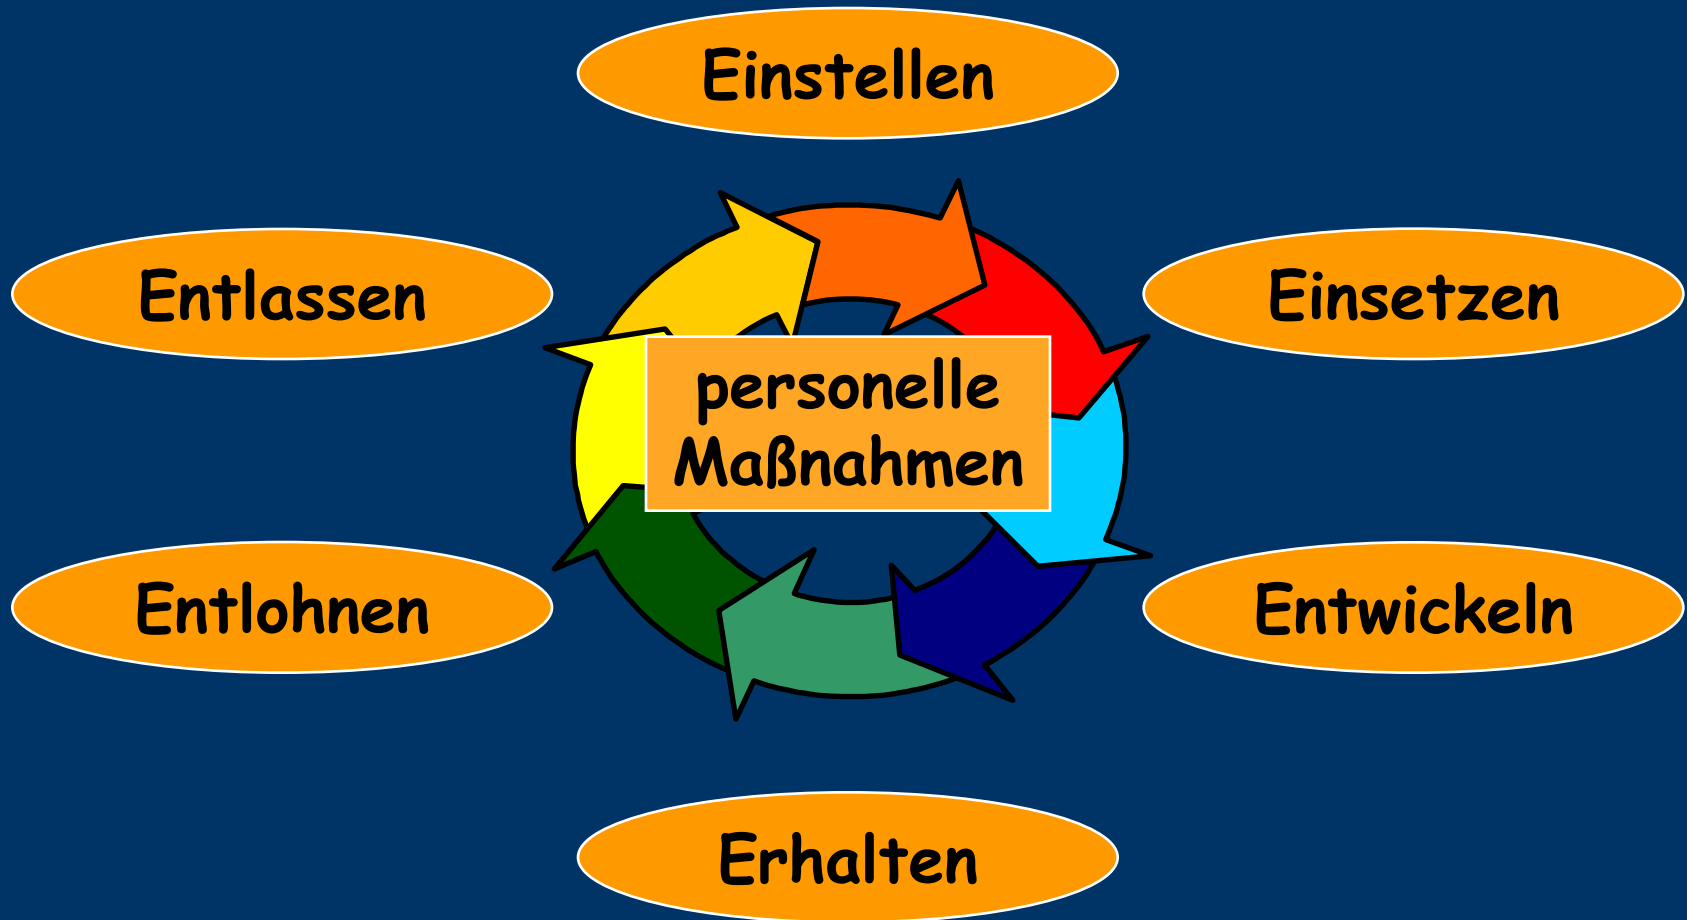 Einstellen
Entlassen
Einsetzen
personelle
Maßnahmen
Entlohnen
Entwickeln
Erhalten